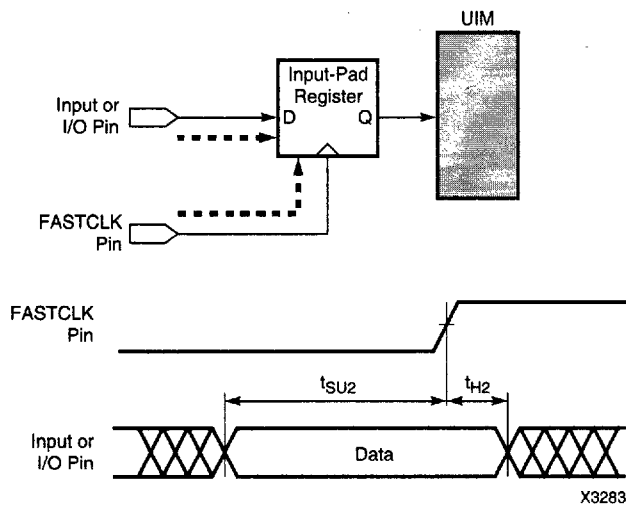 UIM
Input-Pad
Register
Input or
I/O Pin
D
Q
FASTCLK
Pin
FASTCLK
Pin
tSU2
tH2
Input or
I/O Pin
Data
X3283